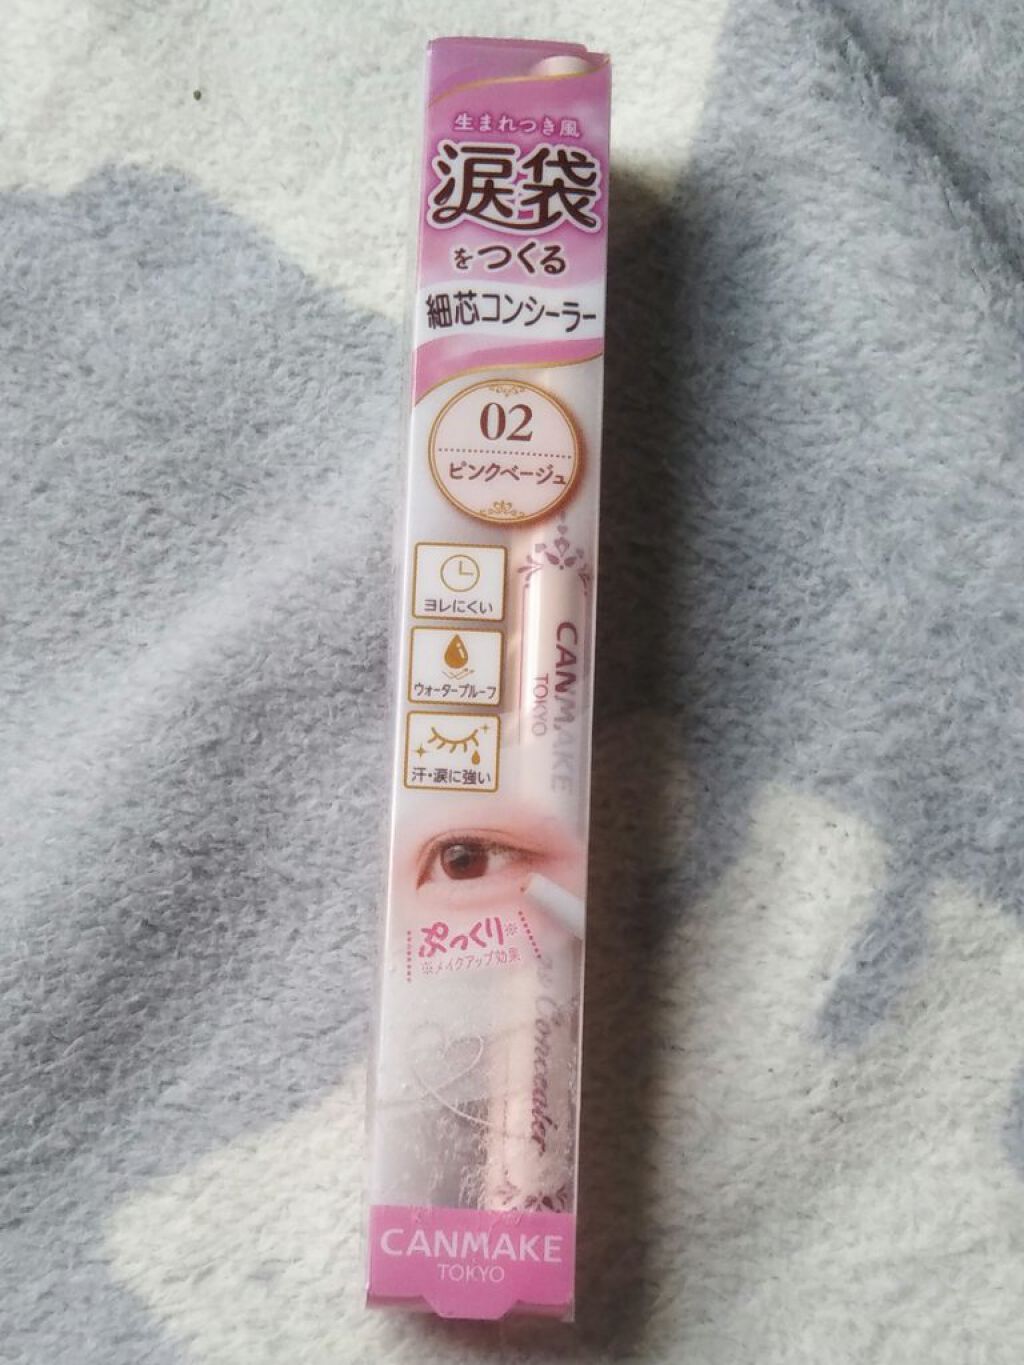 生まれつき風
涙袋
をつくる
細芯コンシーラー
02
ピンクベージュ
ヨレにくい
ウォータープルーフ
汗・涙に強い
CANMAKE
TOKYO
ぷっくり※
※メイクアップ効果
Concealer
CANMAKE
TOKYO